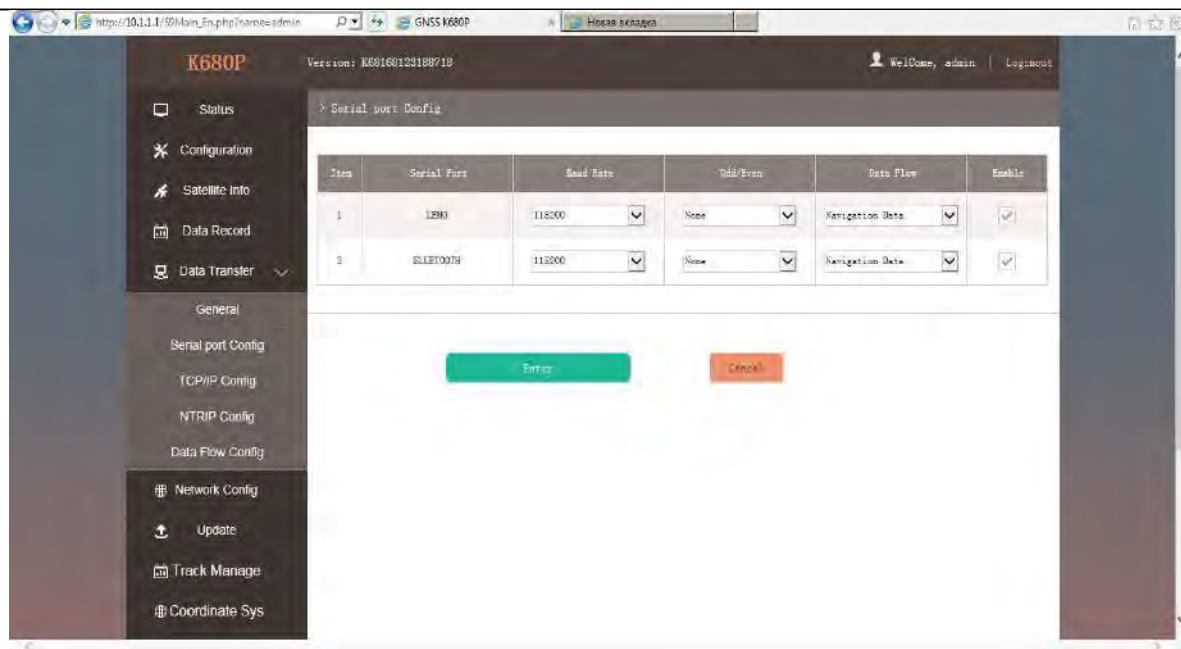 http://10.1.1.1/S9Main_En.php?name=admin GNSS K680P Новая вкладка
K680P Version: K68168123188718 WelCome, admin | Loginout
Status
> Serial port Config
Configuration
Satellite Info
Data Record
Data Transfer
General
Serial port Config
TCP/IP Config
NTRIP Config
Data Flow Config
Network Config
Update
Track Manage
Coordinate Sys
Item Serial Port Baud Rate Odd/Even Data Flow Enable
1 LEMO 115200 None Navigation Data
2 115200 None Navigation Data
Enter Cancel